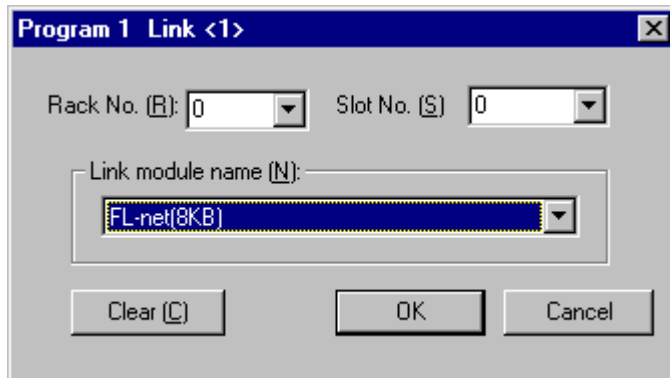 Program 1 Link <1>
Rack No. (R): 0 Slot No. (S) 0
Link module name (N):
FL-net(8KB)
Clear (C) OK Cancel